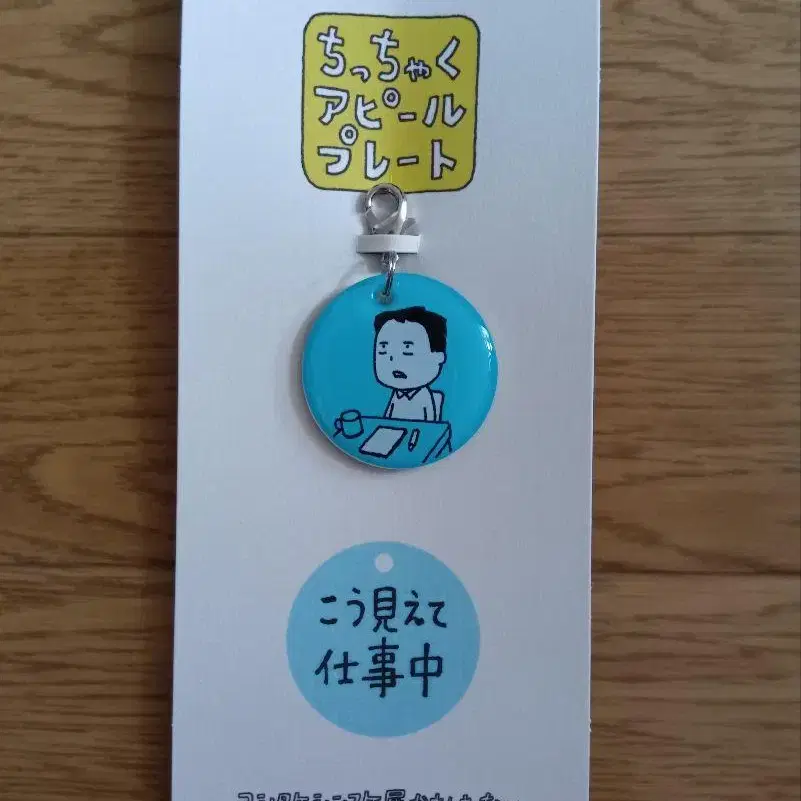 ちっちゃく
アピール
プレート
こう見えて
仕事中